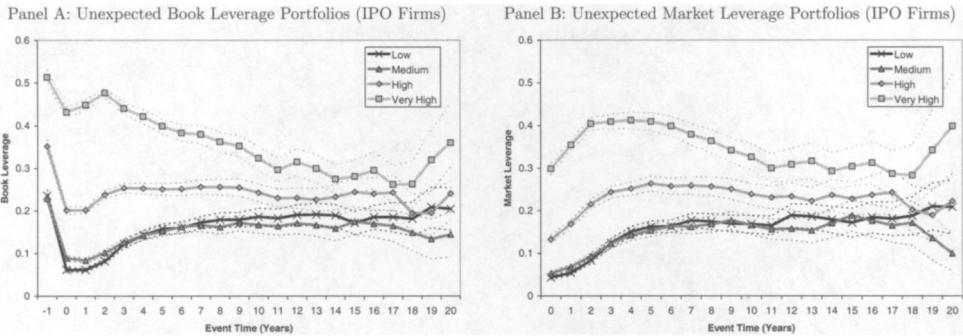 Panel A: Unexpected Book Leverage Portfolios (IPO Firms)
0.6
0.5
0.4
0.3
0.2
0.1
0
Book Leverage
Low
Medium
High
Very High
-1 0 1 2 3 4 5 6 7 8 9 10 11 12 13 14 15 16 17 18 19 20
Event Time (Years)
Panel B: Unexpected Market Leverage Portfolios (IPO Firms)
0.6
0.5
0.4
0.3
0.2
0.1
0
Market Leverage
Low
Medium
High
Very High
0 1 2 3 4 5 6 7 8 9 10 11 12 13 14 15 16 17 18 19 20
Event Time (Years)